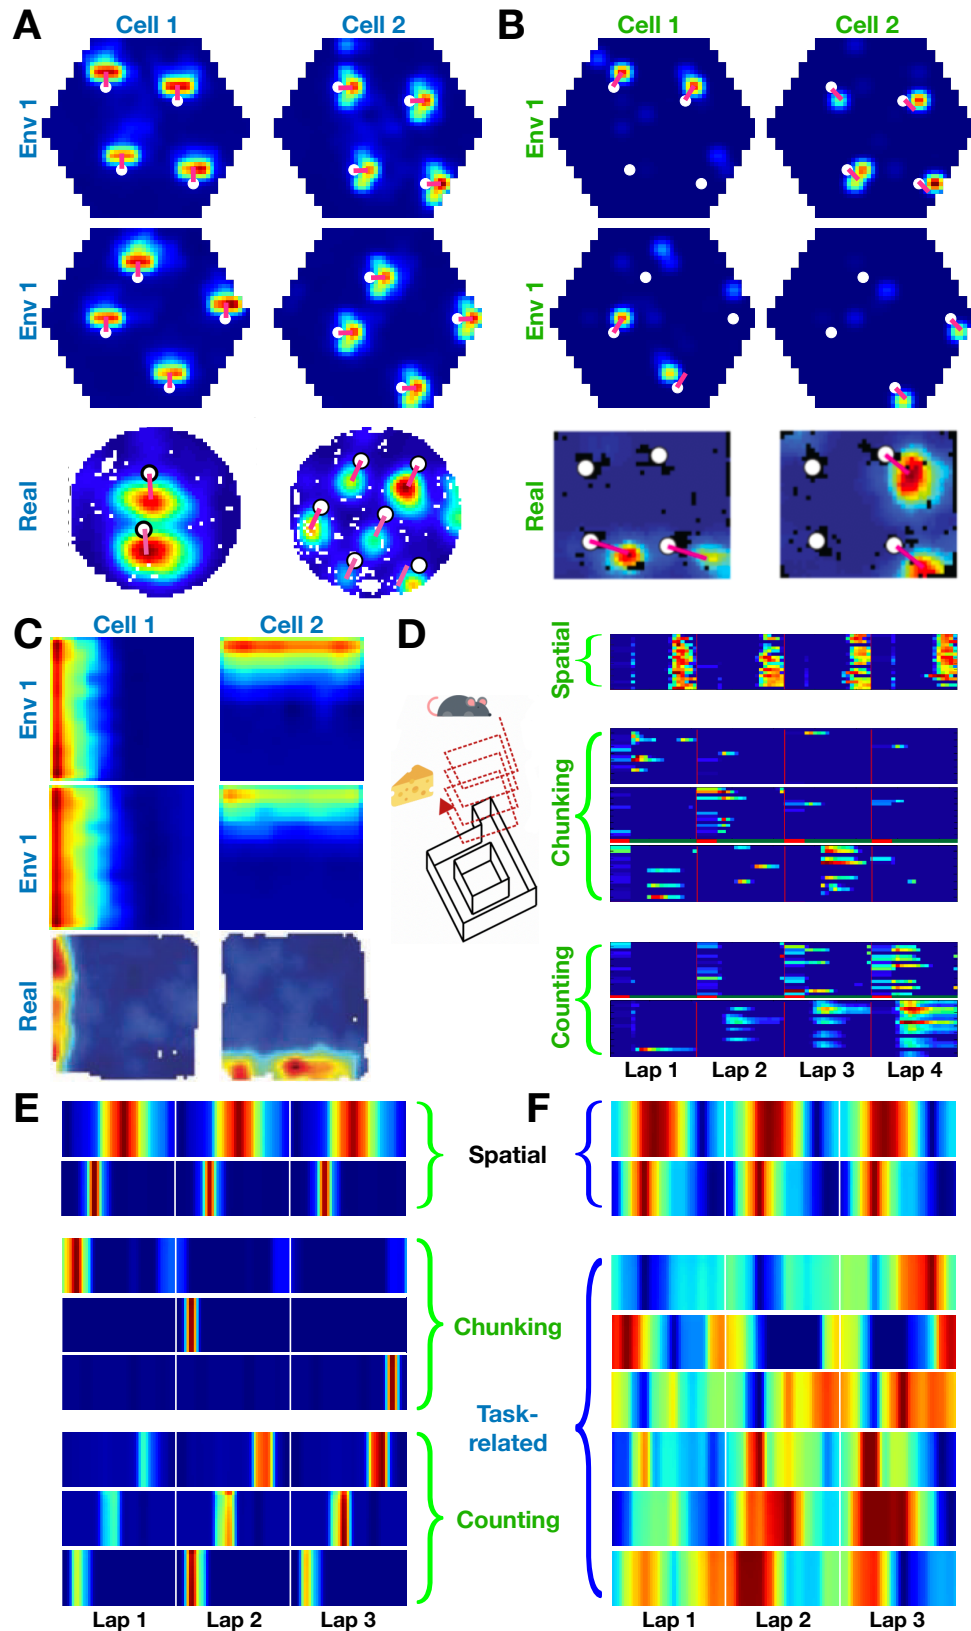 A
Cell 1
Cell 2
Env 1
Env 1
Real
B
Cell 1
Cell 2
Env 1
Env 1
Real
C
Cell 1
Cell 2
Env 1
Env 1
Real
D
Spatial
Chunking
Counting
Lap 1
Lap 2
Lap 3
Lap 4
E
F
Spatial
Chunking
Task-
related
Counting
Lap 1
Lap 2
Lap 3
Lap 1
Lap 2
Lap 3